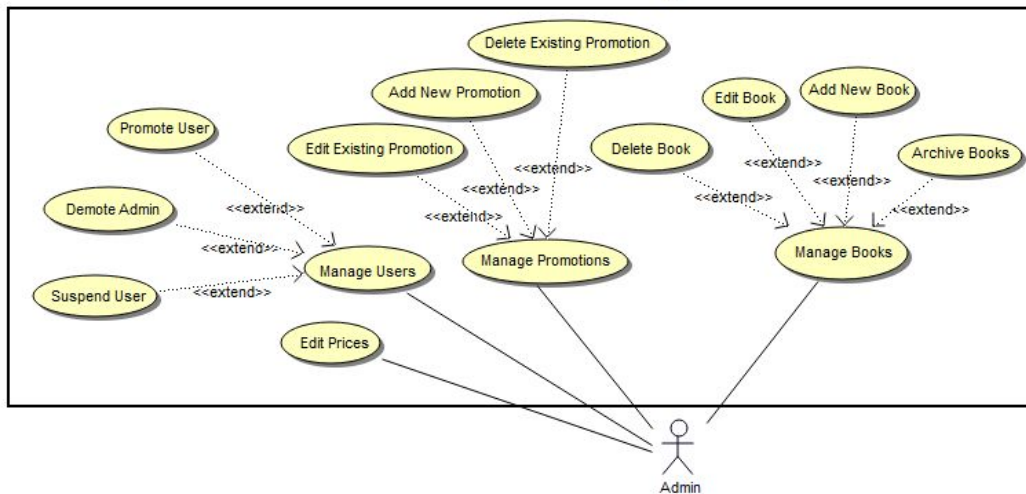 Delete Existing Promotion
Add New Promotion
Edit Book
Add New Book
Promote User
Edit Existing Promotion
Delete Book
Archive Books
<<extend>>
<<extend>>
<<extend>>
<<extend>>
<<extend>>
<<extend>>
<<extend>>
Demote Admin
<<extend>>
<<extend>>
Manage Users
Manage Promotions
Manage Books
Suspend User
<<extend>>
Edit Prices
Admin